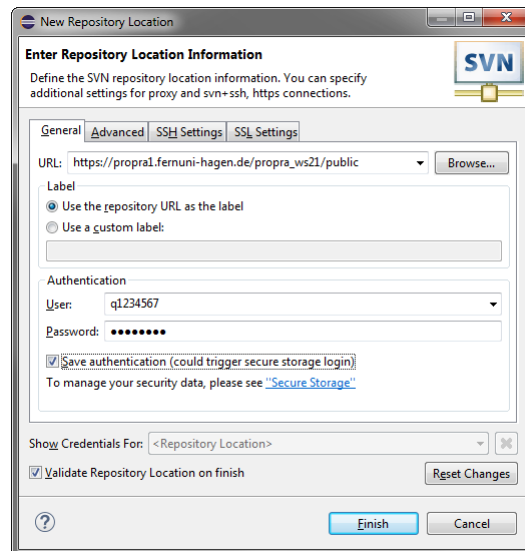 New Repository Location
Enter Repository Location Information
Define the SVN repository location information. You can specify
additional settings for proxy and svn+ssh, https connections.
SVN
General Advanced SSH Settings SSL Settings
URL: https://propra1.fernuni-hagen.de/propra_ws21/public Browse...
Label
Use the repository URL as the label
Use a custom label:
Authentication
User: q1234567
Password: ●●●●●●●●
Save authentication (could trigger secure storage login)
To manage your security data, please see "Secure Storage"
Show Credentials For: <Repository Location>
Validate Repository Location on finish Reset Changes
? Finish Cancel